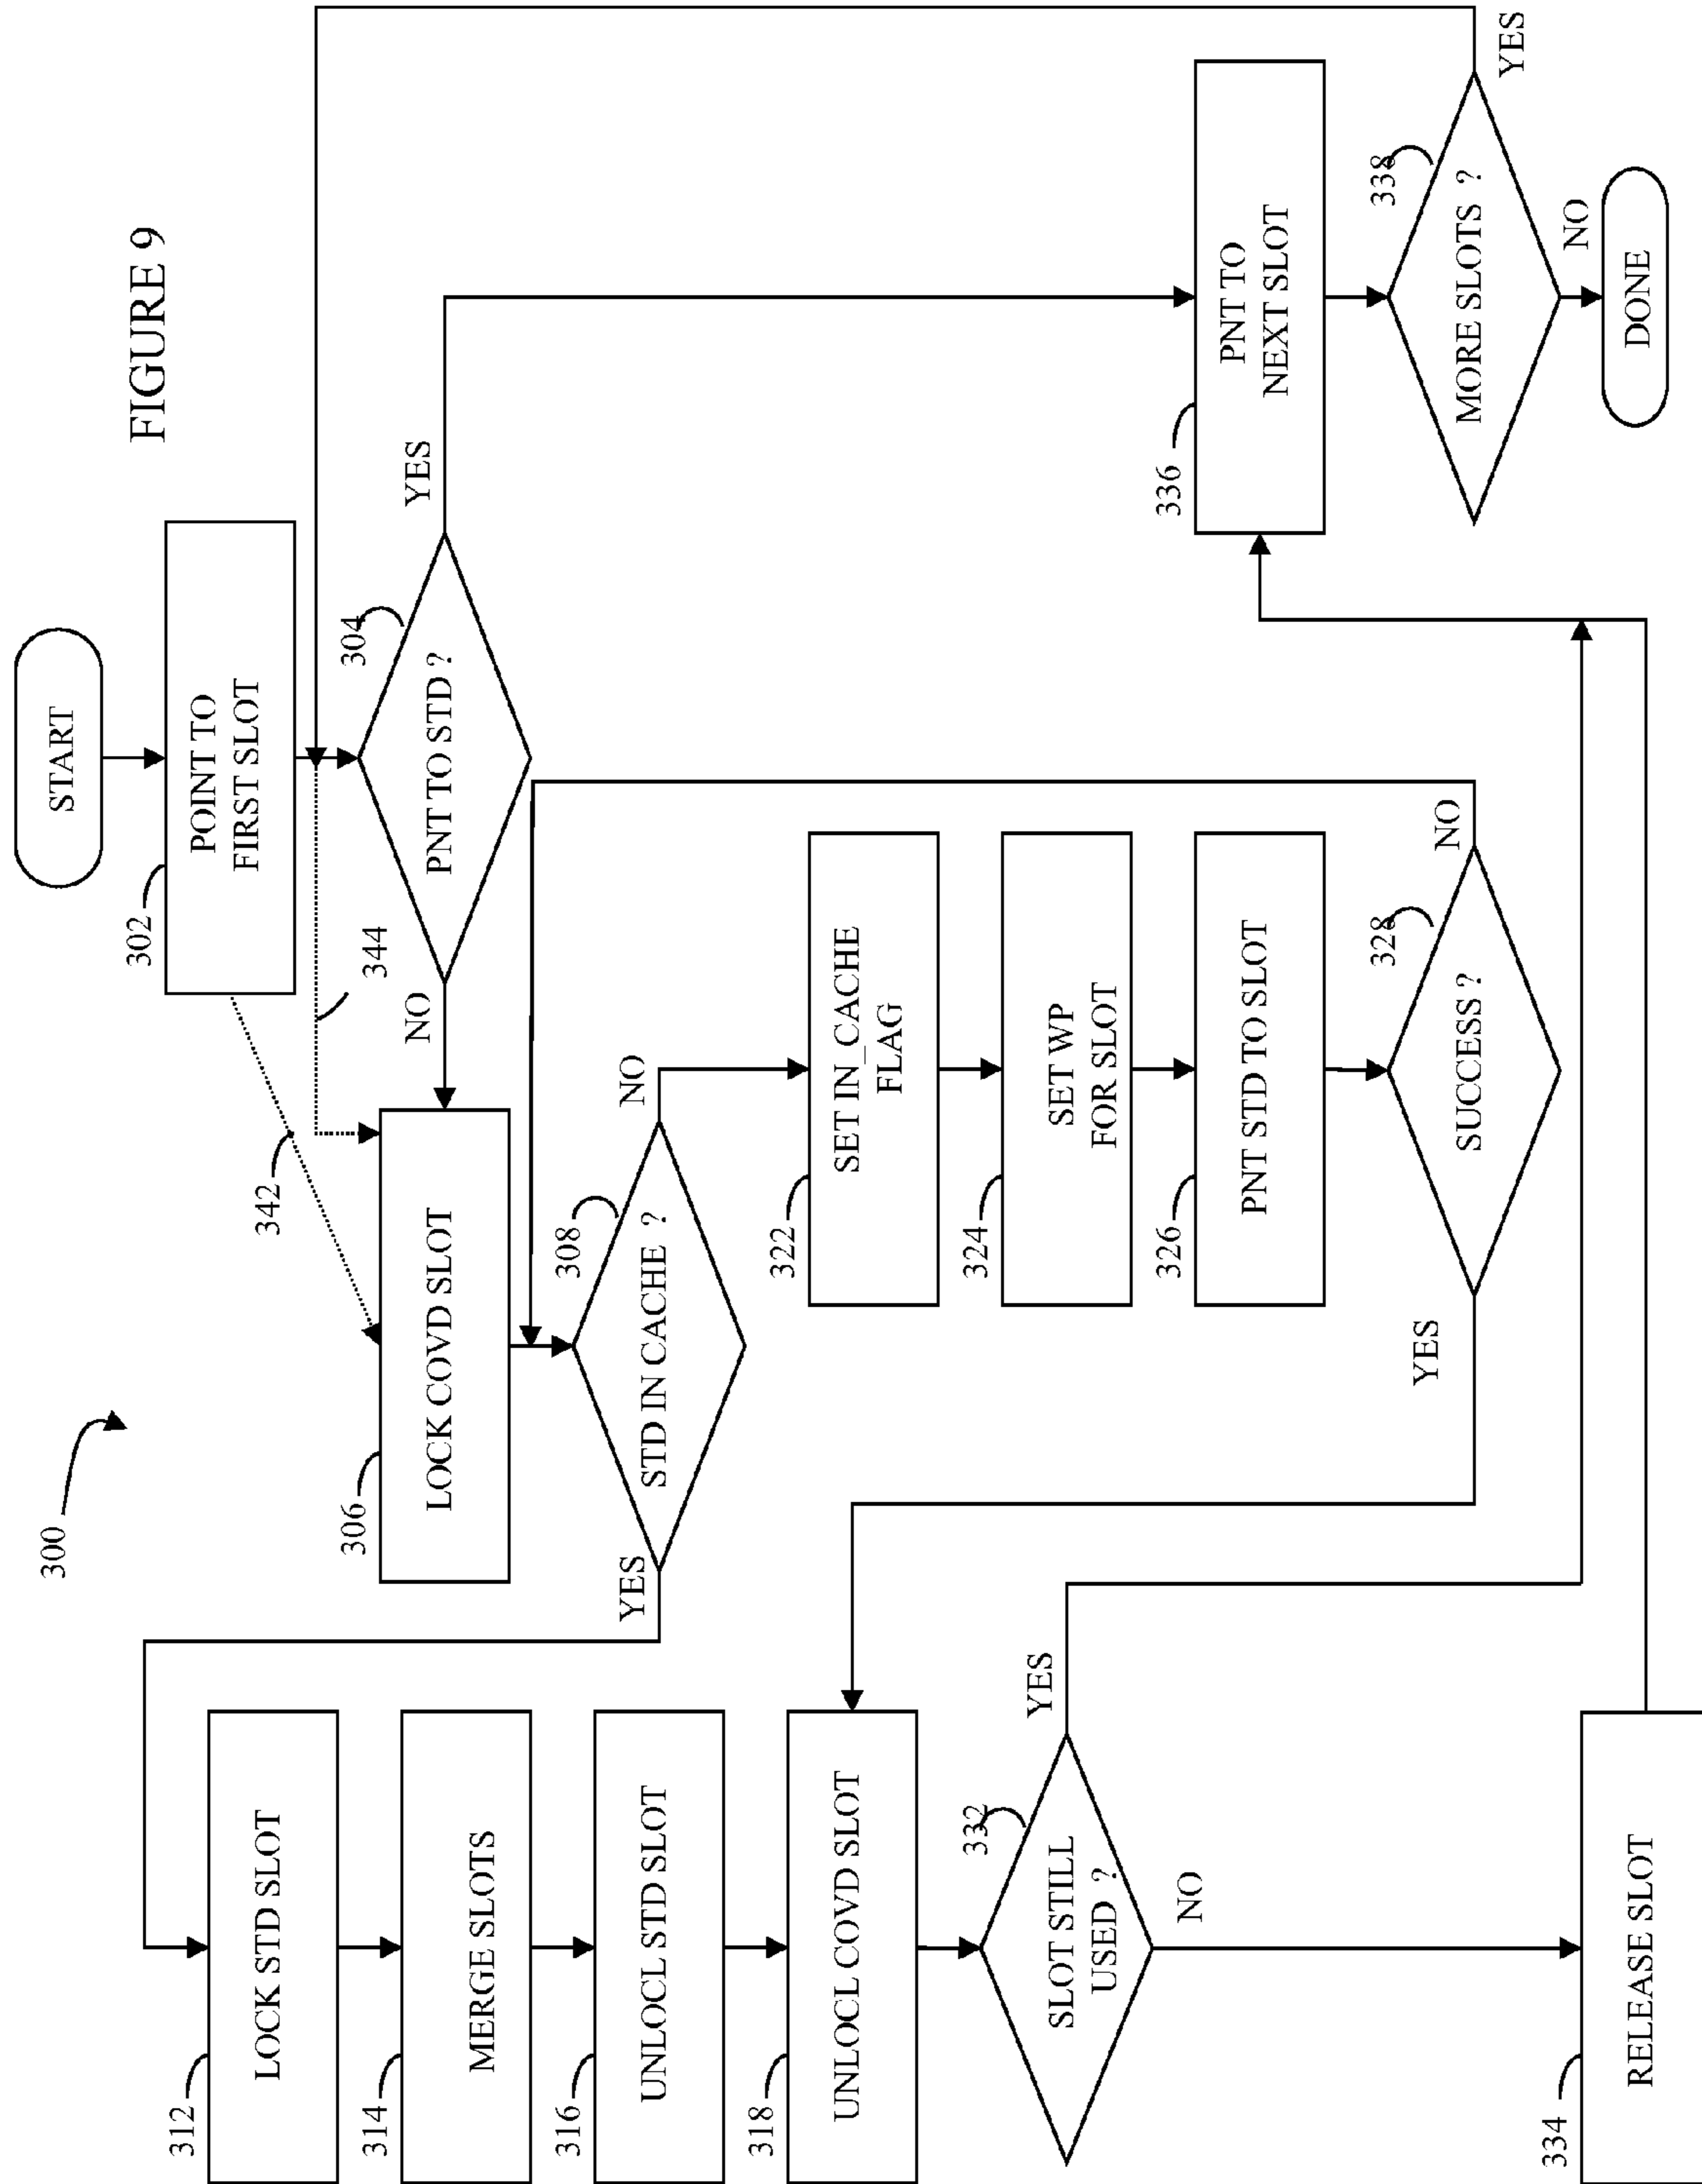 FIGURE 9
300
START
302
POINT TO
FIRST SLOT
342
344
304
PNT TO STD ?
YES
NO
306
LOCK COVD SLOT
308
STD IN CACHE ?
YES
NO
312
LOCK STD SLOT
314
MERGE SLOTS
316
UNLOCL STD SLOT
318
UNLOCL COVD SLOT
322
SET IN_CACHE
FLAG
324
SET WP
FOR SLOT
326
PNT STD TO SLOT
328
SUCCESS ?
YES
NO
332
SLOT STILL
USED ?
YES
NO
334
RELEASE SLOT
336
PNT TO
NEXT SLOT
338
MORE SLOTS ?
YES
NO
DONE